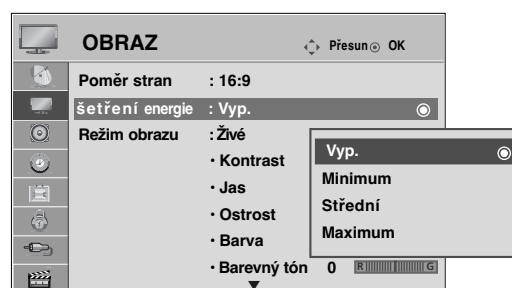 OBRAZ Přesun OK
Poměr stran : 16:9
šetření energie : Vyp.
Režim obrazu : Živé
• Kontrast
• Jas
• Ostrost
• Barva
• Barevný tón 0 R G
Vyp.
Minimum
Střední
Maximum